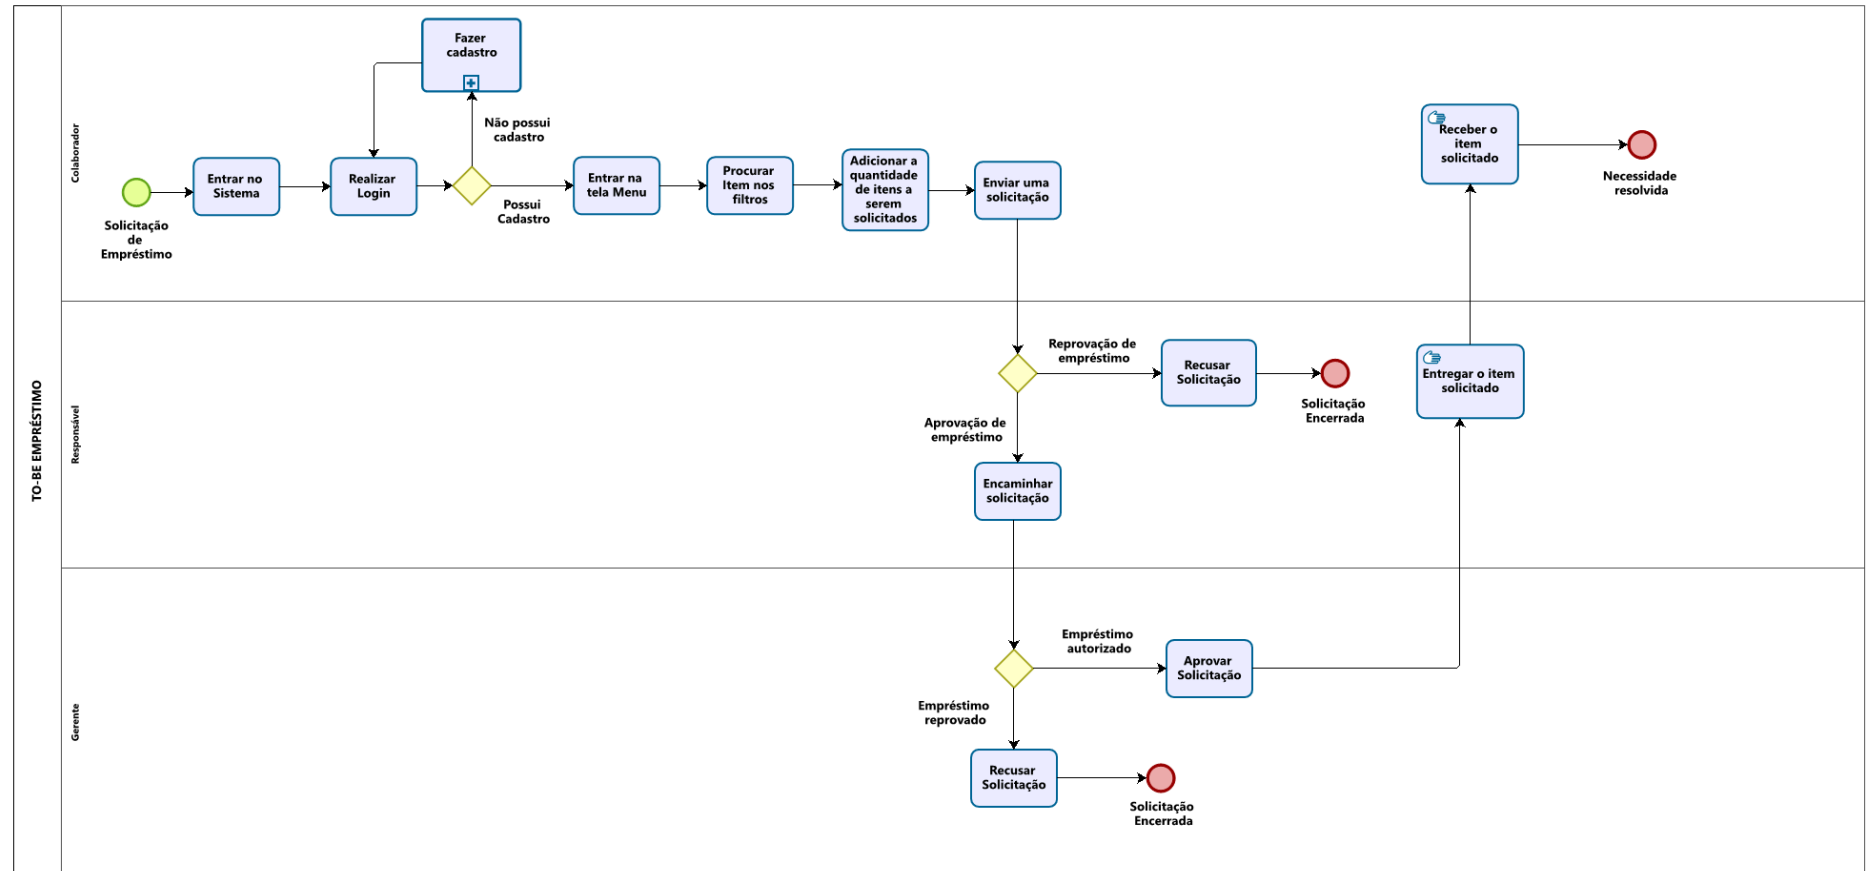 TO-BE EMPRÉSTIMO
Colaborador
Fazer
cadastro
Não possui
cadastro
Solicitação
de
Empréstimo
Entrar no
Sistema
Realizar
Login
Possui
Cadastro
Entrar na
tela Menu
Procurar
Item nos
filtros
Adicionar a
quantidade
de itens a
serem
solicitados
Enviar uma
solicitação
Receber o
item
solicitado
Necessidade
resolvida
Responsável
Reprovação de
empréstimo
Recusar
Solicitação
Solicitação
Encerrada
Entregar o item
solicitado
Aprovação de
empréstimo
Encaminhar
solicitação
Gerente
Empréstimo
autorizado
Aprovar
Solicitação
Empréstimo
reprovado
Recusar
Solicitação
Solicitação
Encerrada